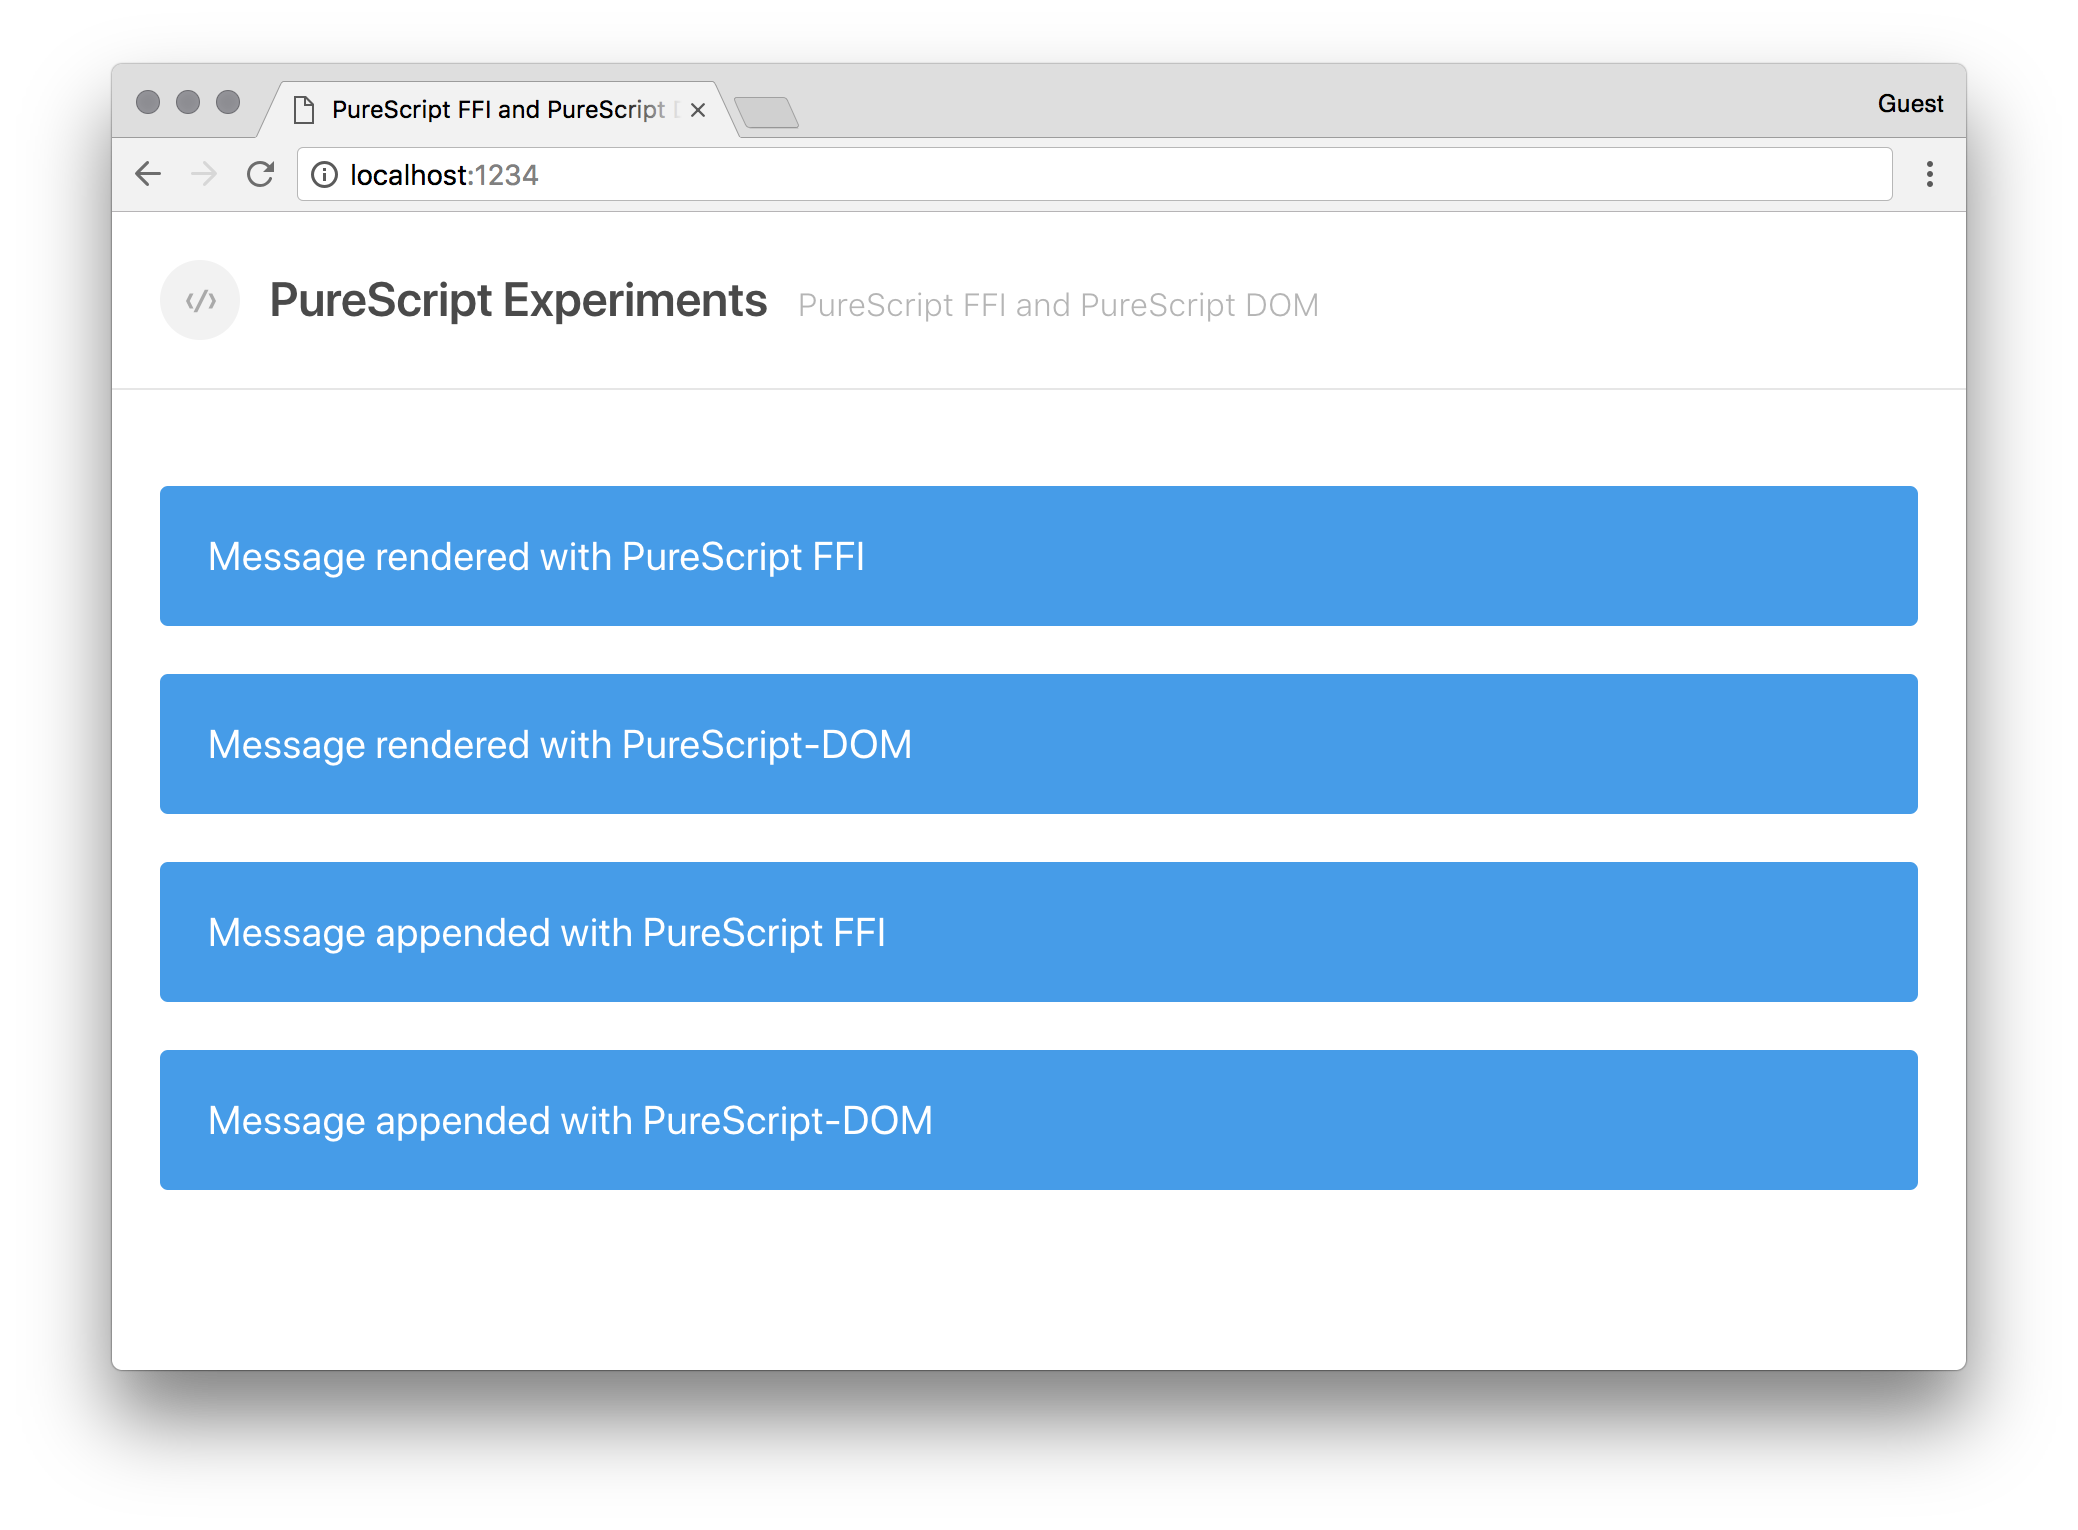 PureScript FFI and PureScript
Guest
localhost:1234
</> PureScript Experiments PureScript FFI and PureScript DOM
Message rendered with PureScript FFI
Message rendered with PureScript-DOM
Message appended with PureScript FFI
Message appended with PureScript-DOM